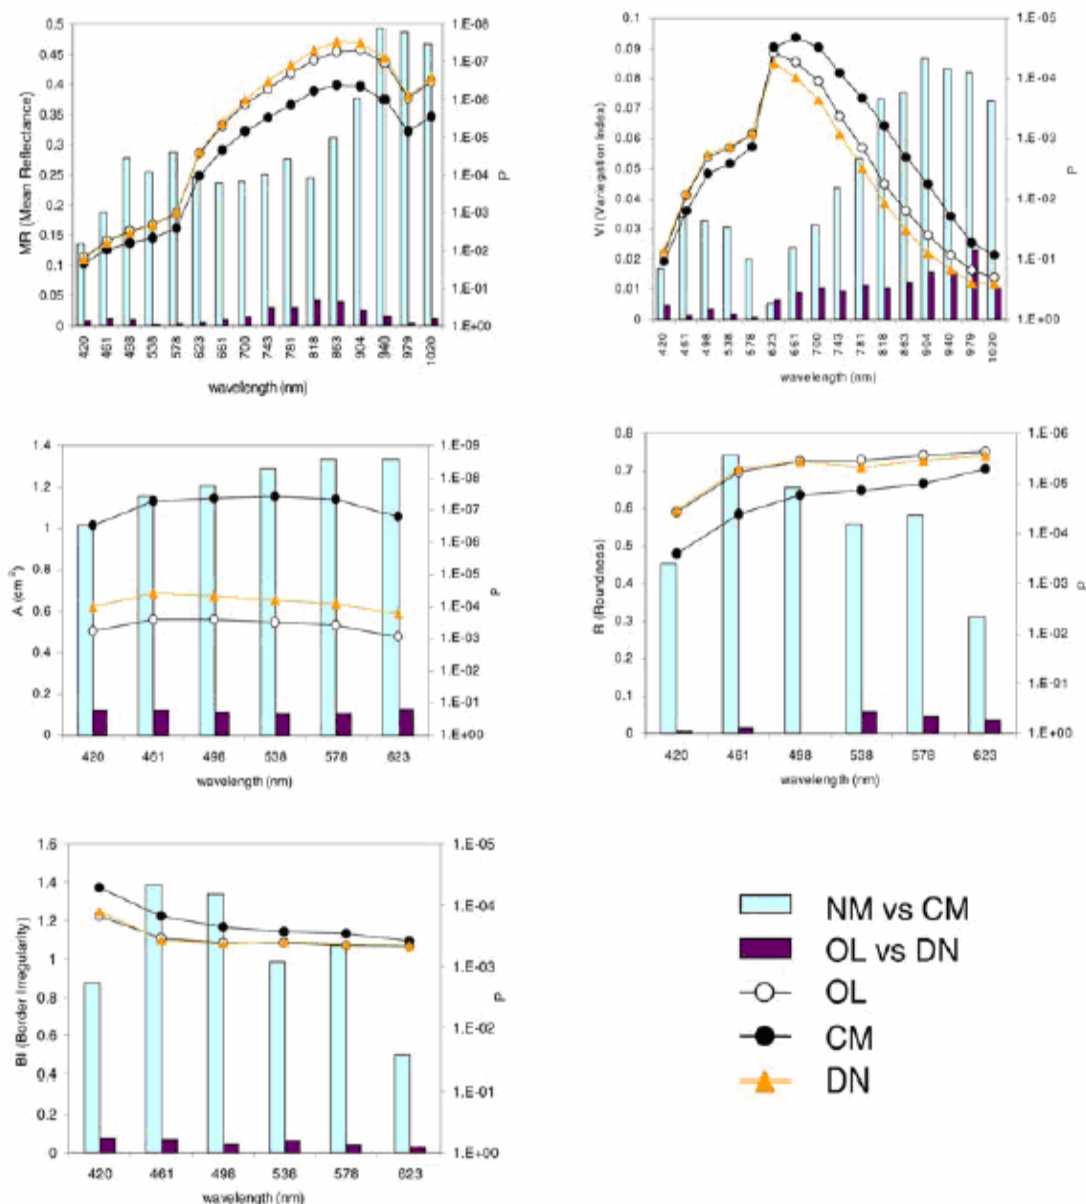 0.5
0.45
0.4
0.35
0.3
0.25
0.2
0.15
0.1
0.05
0
MR (Mean Reflectance)
1.E-08
1.E-07
1.E-06
1.E-05
1.E-04
1.E-03
1.E-02
1.E-01
1.E+00
P
420 461 498 538 578 623 661 700 743 781 818 863 904 940 979 1020
wavelength (nm)
0.1
0.09
0.08
0.07
0.06
0.05
0.04
0.03
0.02
0.01
0
VI (Variegation Index)
1.E-05
1.E-04
1.E-03
1.E-02
1.E-01
1.E+00
P
420 461 498 538 578 623 661 700 743 781 818 863 904 940 979 1020
wavelength (nm)
1.4
1.2
1
0.8
0.6
0.4
0.2
0
A (cm²)
1.E-09
1.E-08
1.E-07
1.E-06
1.E-05
1.E-04
1.E-03
1.E-02
1.E-01
1.E+00
P
420 461 498 538 578 623
wavelength (nm)
0.8
0.7
0.6
0.5
0.4
0.3
0.2
0.1
0
R (Roundness)
1.E-06
1.E-05
1.E-04
1.E-03
1.E-02
1.E-01
1.E+00
P
420 461 498 538 578 623
wavelength (nm)
1.6
1.4
1.2
1
0.8
0.6
0.4
0.2
0
BI (Border Irregularity)
1.E-05
1.E-04
1.E-03
1.E-02
1.E-01
1.E+00
P
420 461 498 538 578 623
wavelength (nm)
NM vs CM
OL vs DN
OL
CM
DN